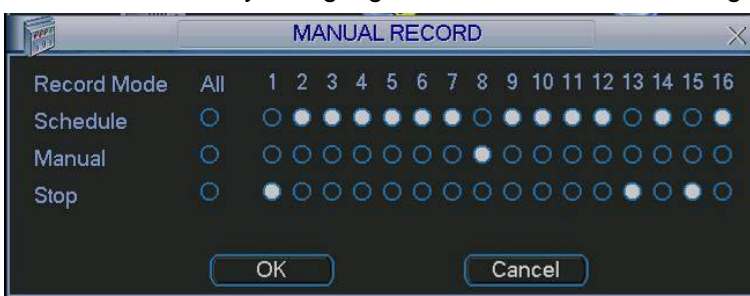 MANUAL RECORD
Record Mode All 1 2 3 4 5 6 7 8 9 10 11 12 13 14 15 16
Schedule
Manual
Stop
OK Cancel